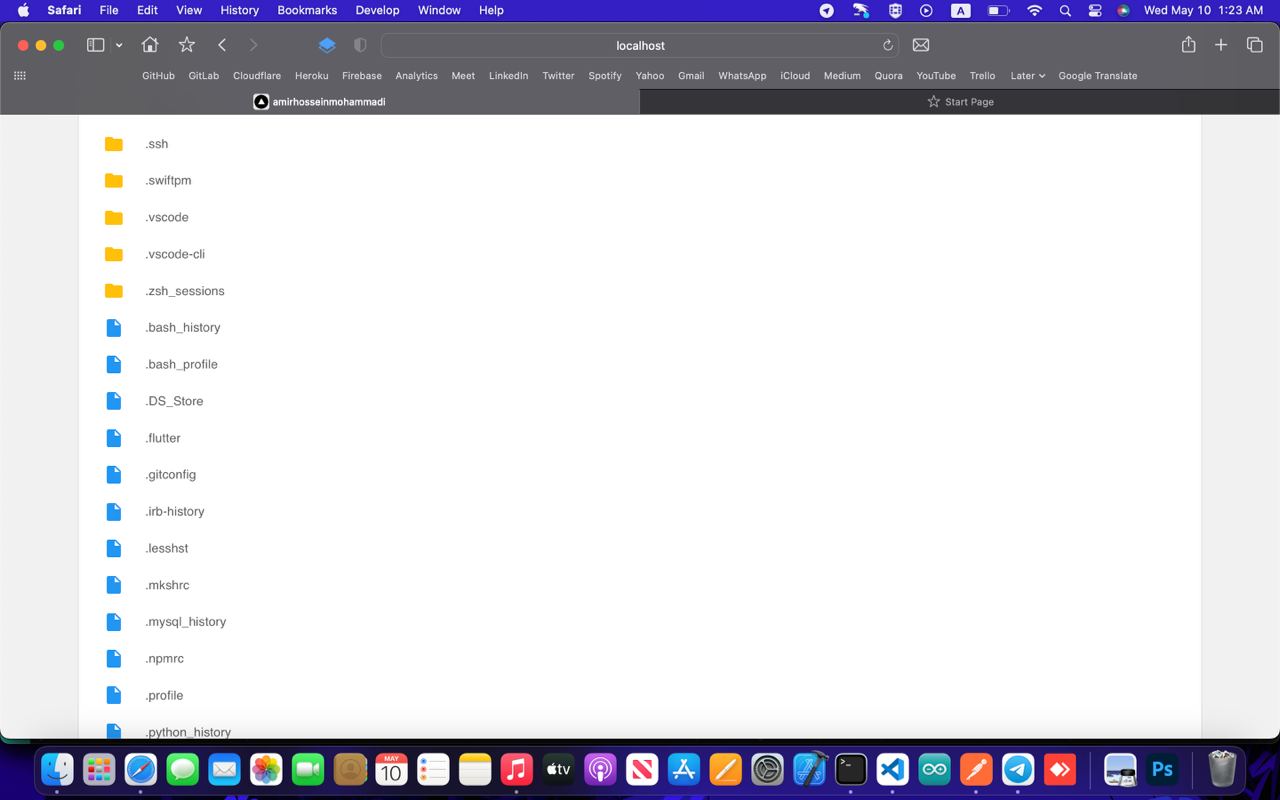 Safari File Edit View History Bookmarks Develop Window Help A Wed May 10 1:23 AM
localhost
GitHub GitLab Cloudflare Heroku Firebase Analytics Meet LinkedIn Twitter Spotify Yahoo Gmail WhatsApp iCloud Medium Quora YouTube Trello Later Google Translate
amirhosseinmohammadi Start Page
.ssh
.swiftpm
.vscode
.vscode-cli
.zsh_sessions
.bash_history
.bash_profile
.DS_Store
.flutter
.gitconfig
.irb-history
.lesshst
.mkshrc
.mysql_history
.npmrc
.profile
.python_history
MAY
10 tv Ps